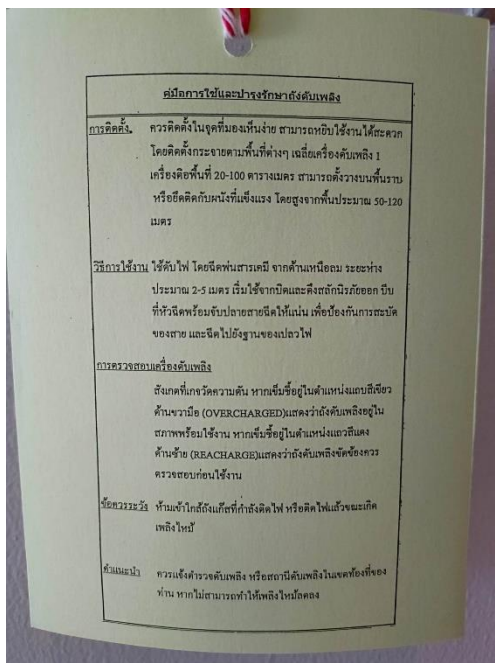 คู่มือการใช้และบำรุงรักษาถังดับเพลิง
การติดตั้ง. ควรติดตั้งในจุดที่มองเห็นง่าย สามารถหยิบใช้งานได้สะดวก
โดยติดตั้งกระจายตามพื้นที่ต่างๆ เฉลี่ยเครื่องดับเพลิง 1
เครื่องต่อพื้นที่ 20-100 ตารางเมตร สามารถตั้งวางบนพื้นราบ
หรือยึดติดกับผนังที่แข็งแรง โดยสูงจากพื้นประมาณ 50-120
เมตร
วิธีการใช้งาน ใช้ดับไฟ โดยฉีดพ่นสารเคมี จากด้านเหนือลม ระยะห่าง
ประมาณ 2-5 เมตร เริ่มใช้จากบิดและดึงสลักนิรภัยออก บีบ
ที่หัวฉีดพร้อมจับปลายสายฉีดให้แน่น เพื่อป้องกันการสะบัด
ของสาย และฉีดไปยังฐานของเปลวไฟ
การตรวจสอบเครื่องดับเพลิง
สังเกตที่เกจวัดความดัน หากเข็มชี้อยู่ในตำแหน่งแถบสีเขียว
ด้านขวามือ (OVERCHARGED)แสดงว่าถังดับเพลิงอยู่ใน
สภาพพร้อมใช้งาน หากเข็มชี้อยู่ในตำแหน่งแถวสีแดง
ด้านซ้าย (REACHARGE)แสดงว่าถังดับเพลิงขัดข้องควร
ตรวจสอบก่อนใช้งาน
ข้อควรระวัง ห้ามเข้าใกล้ถังแก๊สที่กำลังติดไฟ หรือติดไฟแล้วขณะเกิด
เพลิงไหม้
คำแนะนำ ควรแจ้งตำรวจดับเพลิง หรือสถานีดับเพลิงในเขตท้องที่ของ
ท่าน หากไม่สามารถทำให้เพลิงไหม้ลดลง